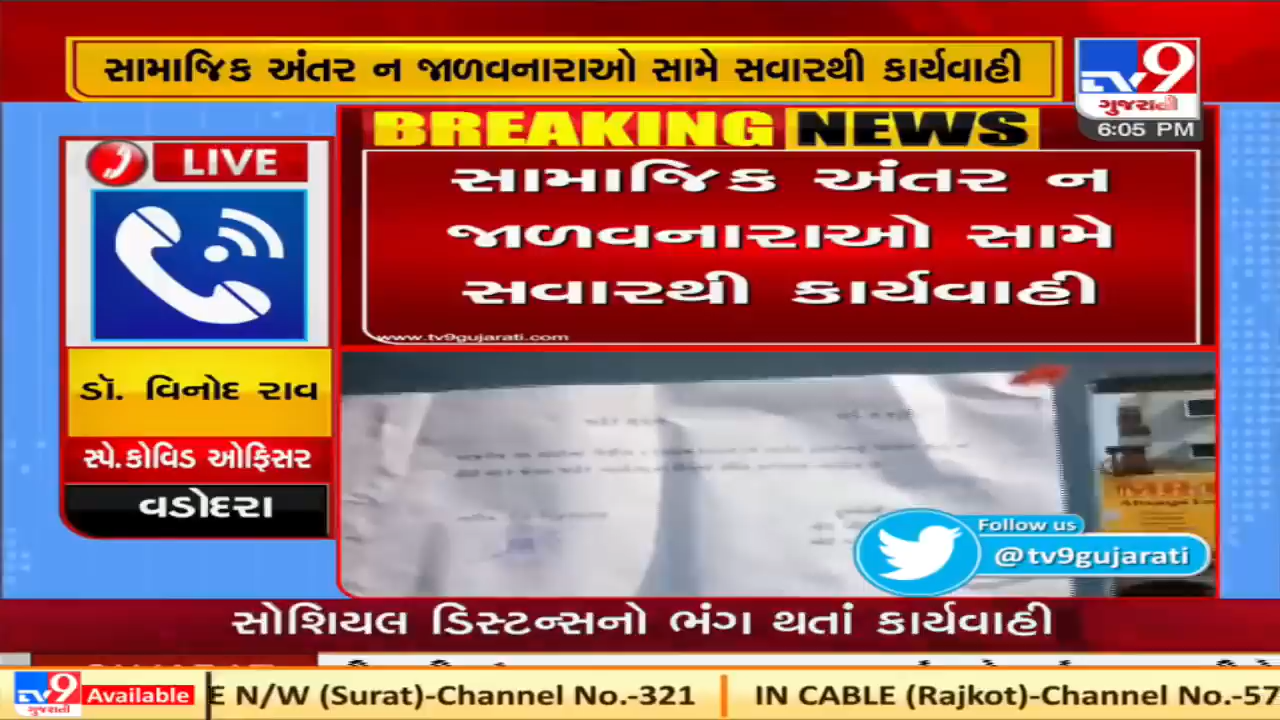 સામાજિક અંતર ન જાળવનારાઓ સામે સવારથી કાર્યવાહી
TV9
ગુજરાતી
6:05 PM
BREAKING NEWS
LIVE
સામાજિક અંતર ન
જાળવનારાઓ સામે
સવારથી કાર્યવાહી
www.tv9gujarati.com
ડૉ. વિનોદ રાવ
સ્પે.કોવિડ ઓફિસર
વડોદરા
Follow us
@tv9gujarati
સોશિયલ ડિસ્ટન્સનો ભંગ થતાં કાર્યવાહી
TV9
ગુજરાતી
Available
E N/W (Surat)-Channel No.-321 IN CABLE (Rajkot)-Channel No.-57